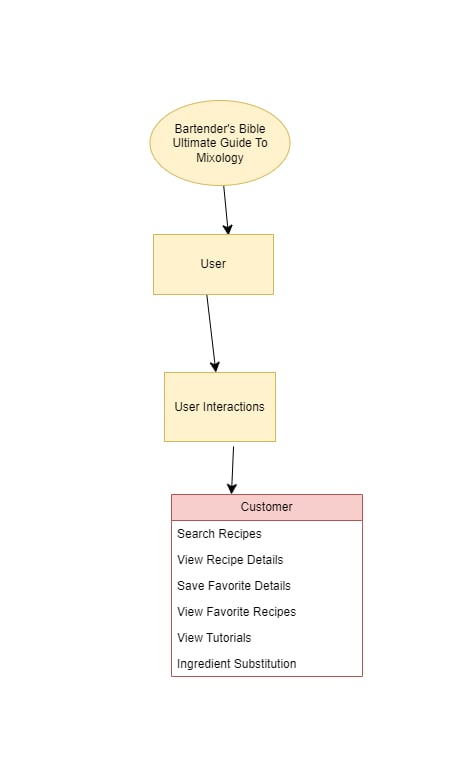 Bartender's Bible
Ultimate Guide To
Mixology
User
User Interactions
Customer
Search Recipes
View Recipe Details
Save Favorite Details
View Favorite Recipes
View Tutorials
Ingredient Substitution